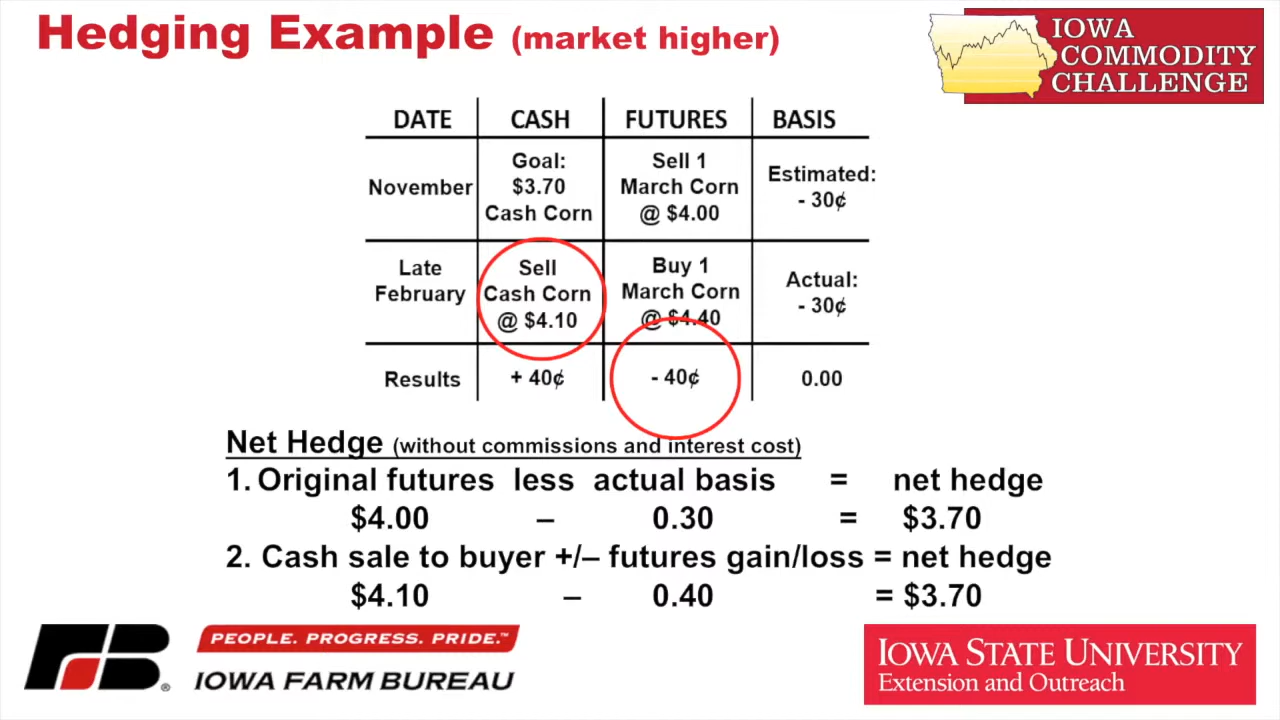 Hedging Example (market higher)
IOWA
COMMODITY
CHALLENGE
DATE CASH FUTURES BASIS
November
Goal:
$3.70
Cash Corn
Sell 1
March Corn
@ $4.00
Estimated:
- 30¢
Late
February
Sell
Cash Corn
@ $4.10
Buy 1
March Corn
@ $4.40
Actual:
- 30¢
Results + 40¢ - 40¢ 0.00
Net Hedge (without commissions and interest cost)
1. Original futures less actual basis = net hedge
$4.00 – 0.30 = $3.70
2. Cash sale to buyer +/– futures gain/loss = net hedge
$4.10 – 0.40 = $3.70
FB®
PEOPLE. PROGRESS. PRIDE.™
IOWA FARM BUREAU
IOWA STATE UNIVERSITY
Extension and Outreach